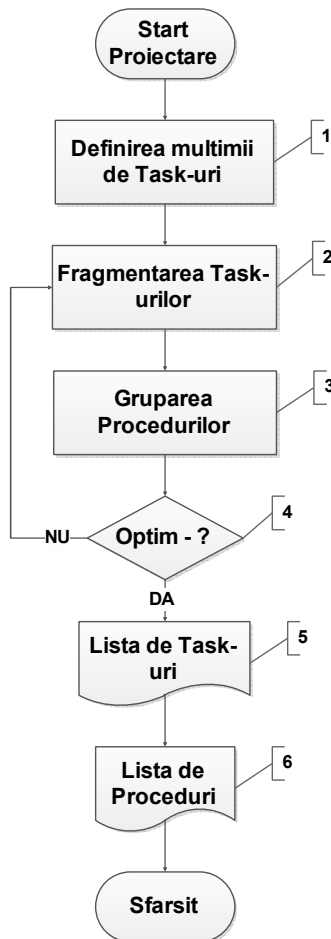 Start
Proiectare
Definirea multimii
de Task-uri
1
Fragmentarea Task-
urilor
2
Gruparea
Procedurilor
3
Optim - ?
4
NU
DA
Lista de Task-
uri
5
Lista de
Proceduri
6
Sfarsit